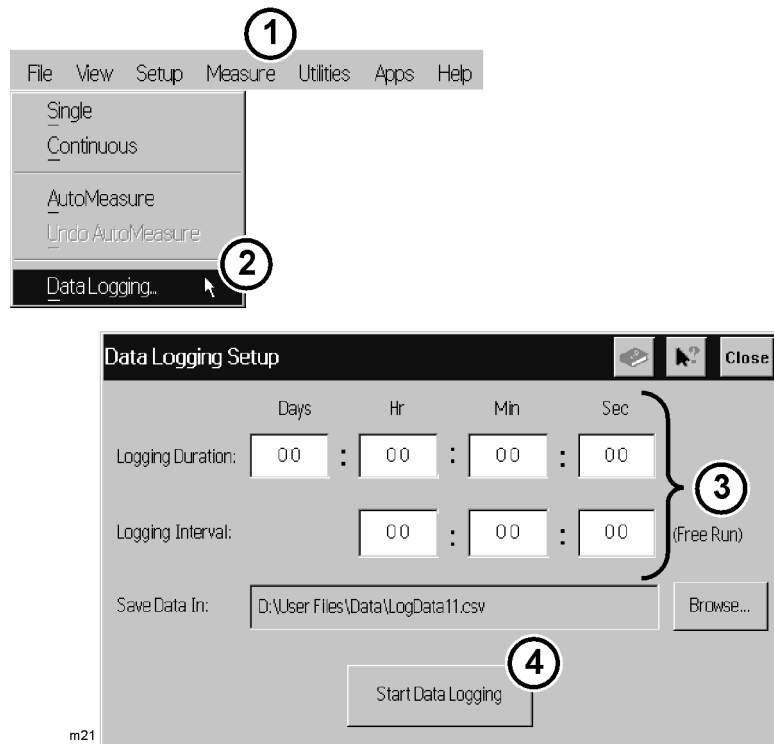 1
File View Setup Measure Utilities Apps Help
Single
Continuous
AutoMeasure
Undo AutoMeasure
2
Data Logging...
Data Logging Setup ? Close
Days Hr Min Sec
Logging Duration: 00 : 00 : 00 : 00
3
Logging Interval: 00 : 00 : 00 (Free Run)
Save Data In: D:\User Files\Data\LogData11.csv Browse...
4
Start Data Logging
m21